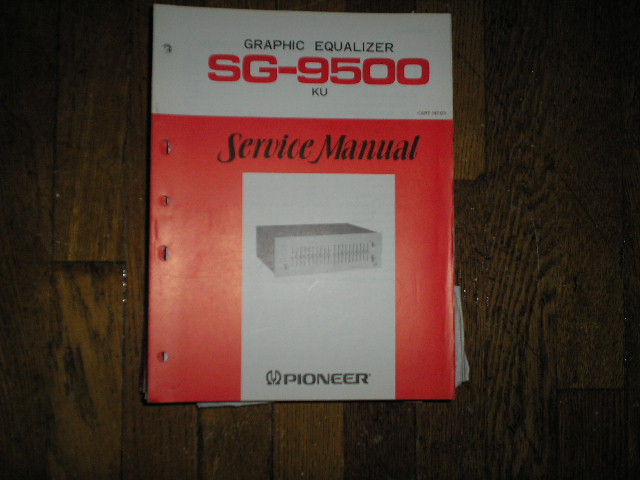 GRAPHIC EQUALIZER
SG-9500
KU
Service Manual
PIONEER